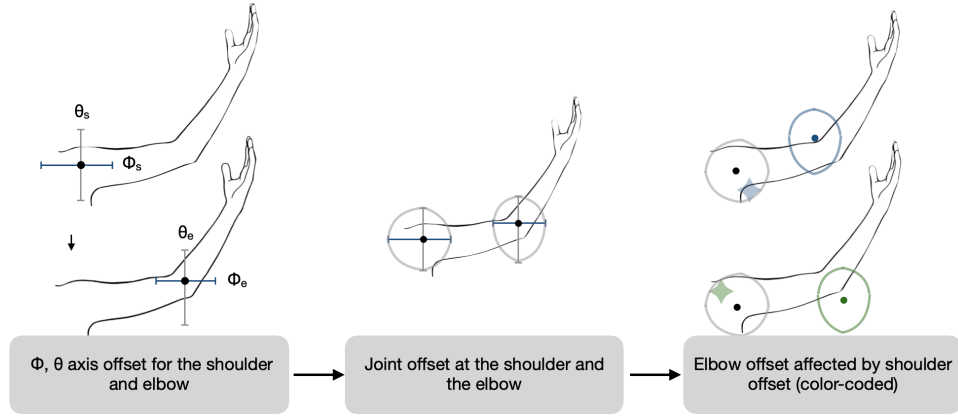 θs
Φs
θe
Φe
Φ, θ axis offset for the shoulder
and elbow
Joint offset at the shoulder and
the elbow
Elbow offset affected by shoulder
offset (color-coded)